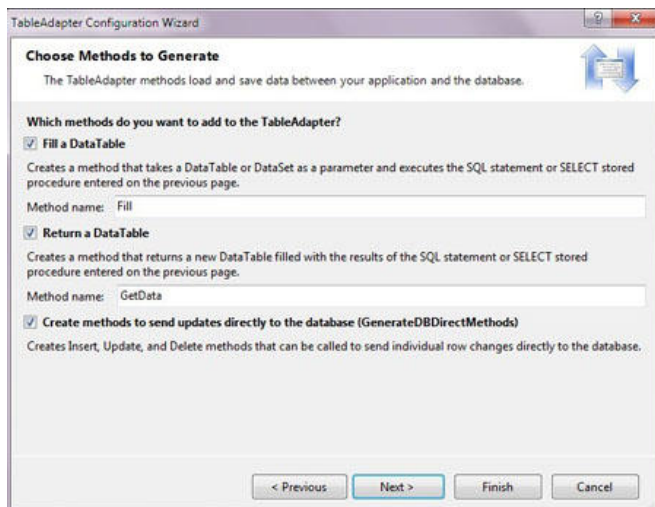 TableAdapter Configuration Wizard
Choose Methods to Generate
The TableAdapter methods load and save data between your application and the database.
Which methods do you want to add to the TableAdapter?
Fill a DataTable
Creates a method that takes a DataTable or DataSet as a parameter and executes the SQL statement or SELECT stored
procedure entered on the previous page.
Method name: Fill
Return a DataTable
Creates a method that returns a new DataTable filled with the results of the SQL statement or SELECT stored
procedure entered on the previous page.
Method name: GetData
Create methods to send updates directly to the database (GenerateDBDirectMethods)
Creates Insert, Update, and Delete methods that can be called to send individual row changes directly to the database.
< Previous Next > Finish Cancel